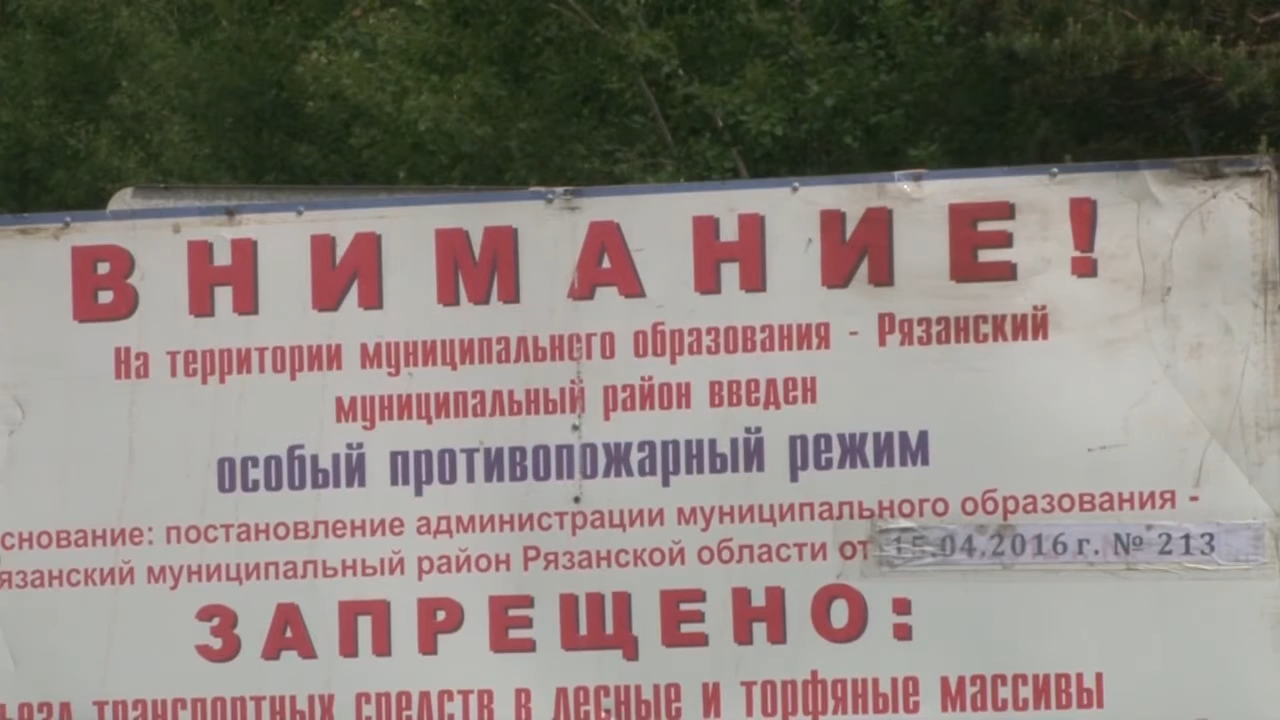 ВНИМАНИЕ!
На территории муниципального образования - Рязанский
муниципальный район введен
особый противопожарный режим
снование: постановление администрации муниципального образования -
язанский муниципальный район Рязанской области от 15.04.2016 г. № 213
ЗАПРЕЩЕНО:
ъезд транспортных средств в лесные и торфяные массивы